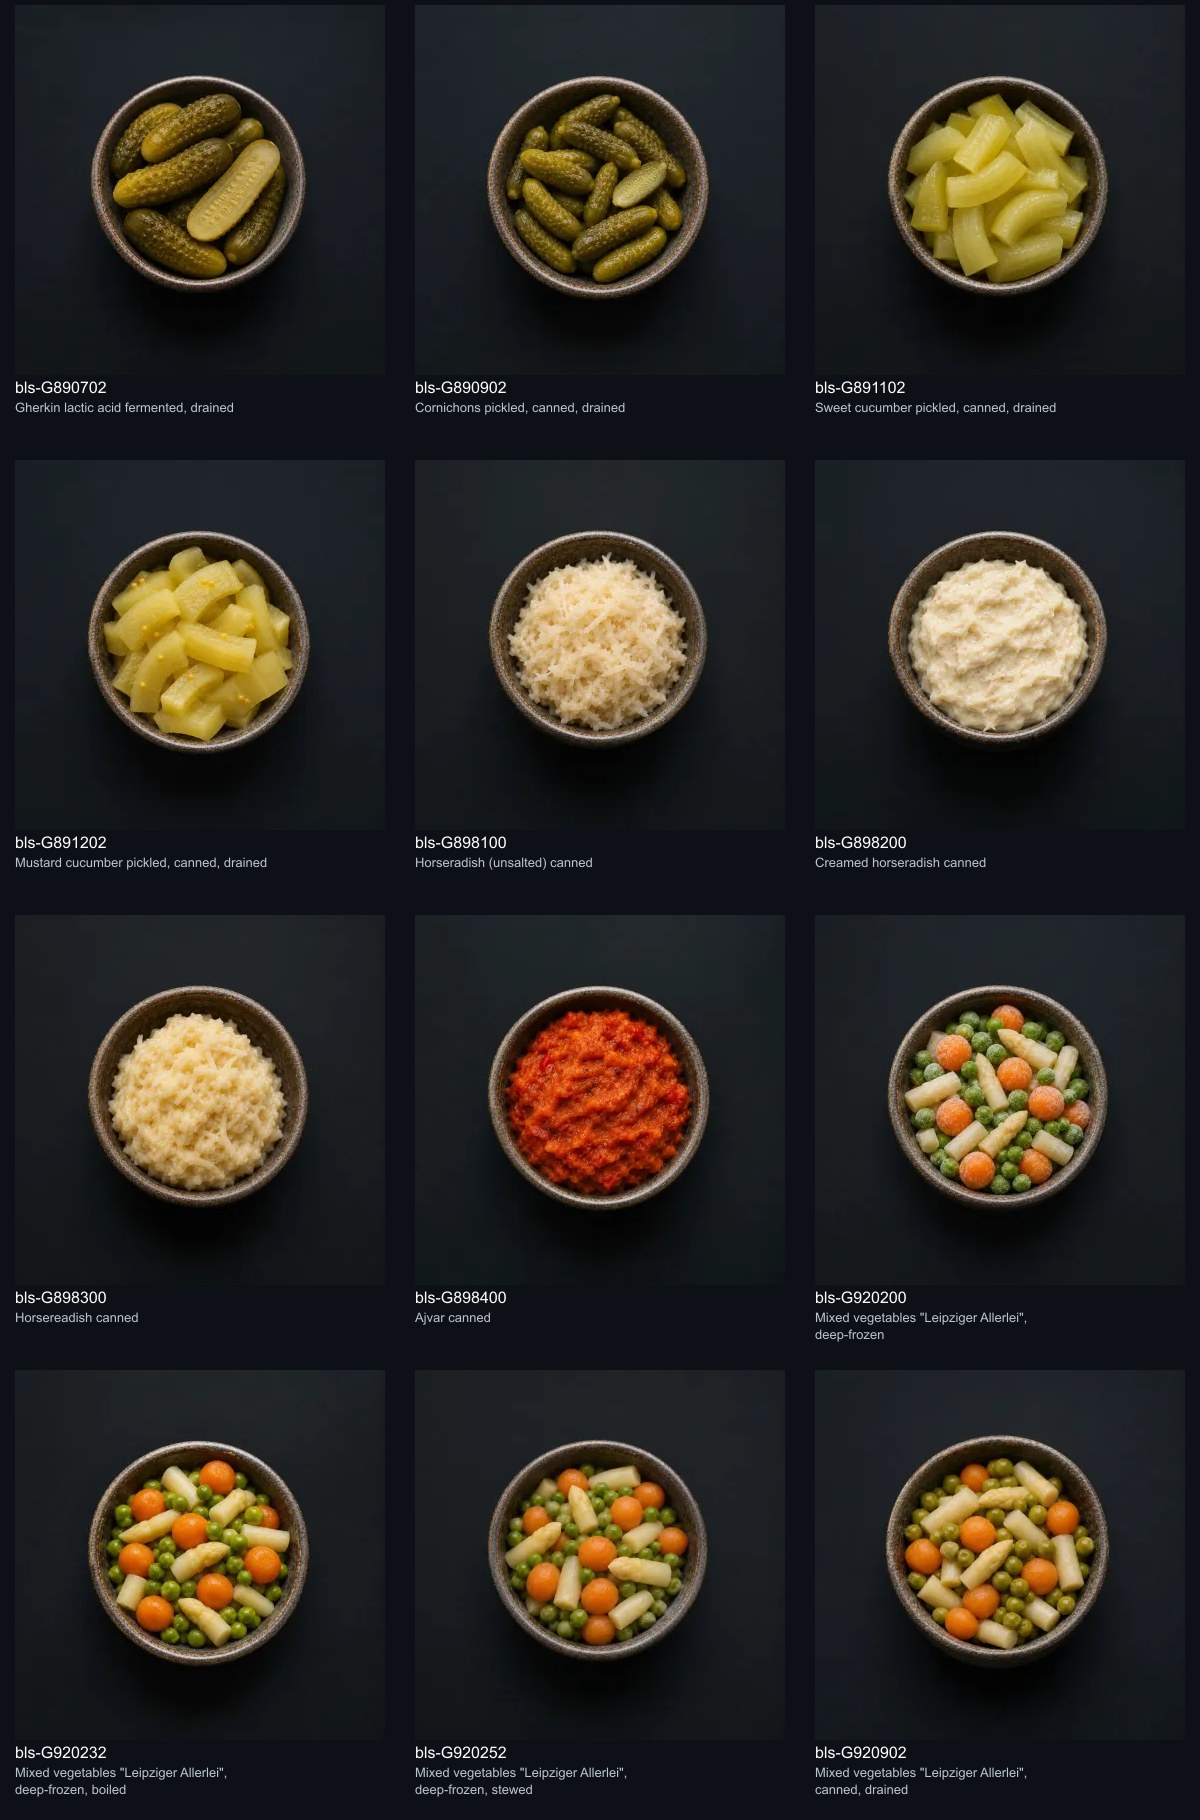 bls-G890702
Gherkin lactic acid fermented, drained
bls-G890902
Cornichons pickled, canned, drained
bls-G891102
Sweet cucumber pickled, canned, drained
bls-G891202
Mustard cucumber pickled, canned, drained
bls-G898100
Horseradish (unsalted) canned
bls-G898200
Creamed horseradish canned
bls-G898300
Horsereadish canned
bls-G898400
Ajvar canned
bls-G920200
Mixed vegetables "Leipziger Allerlei",
deep-frozen
bls-G920232
Mixed vegetables "Leipziger Allerlei",
deep-frozen, boiled
bls-G920252
Mixed vegetables "Leipziger Allerlei",
deep-frozen, stewed
bls-G920902
Mixed vegetables "Leipziger Allerlei",
canned, drained